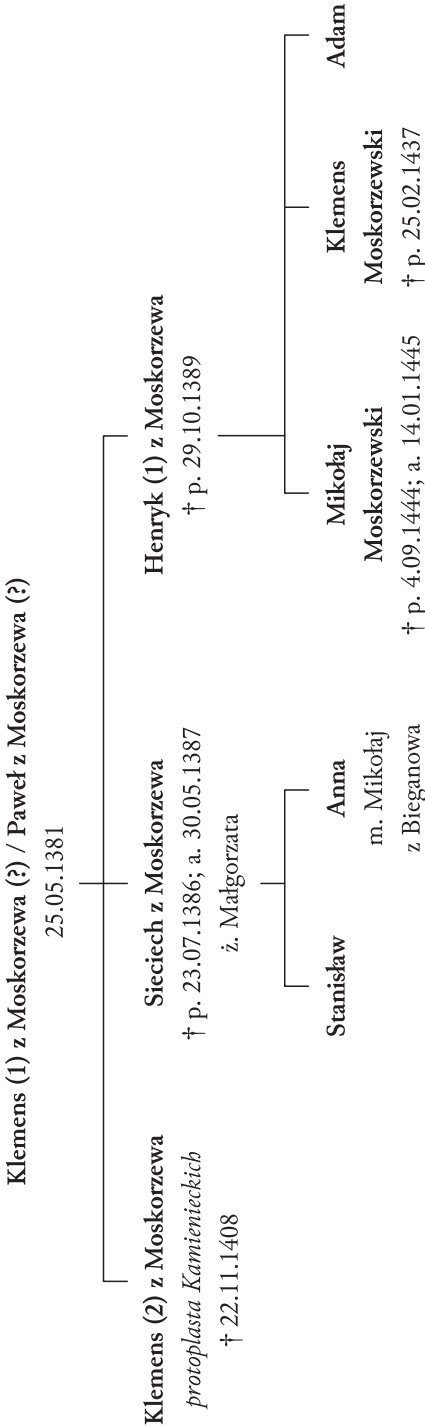 Klemens (1) z Moskorzewa (?) / Paweł z Moskorzewa (?)
25.05.1381
Klemens (2) z Moskorzewa
protoplasta Kamienieckich
† 22.11.1408
Sieciech z Moskorzewa
† p. 23.07.1386; a. 30.05.1387
ż. Małgorzata
Henryk (1) z Moskorzewa
† p. 29.10.1389
Stanisław
Anna
m. Mikołaj
z Bieganowa
Mikołaj
Moskorzewski
† p. 4.09.1444; a. 14.01.1445
Klemens
Moskorzewski
† p. 25.02.1437
Adam